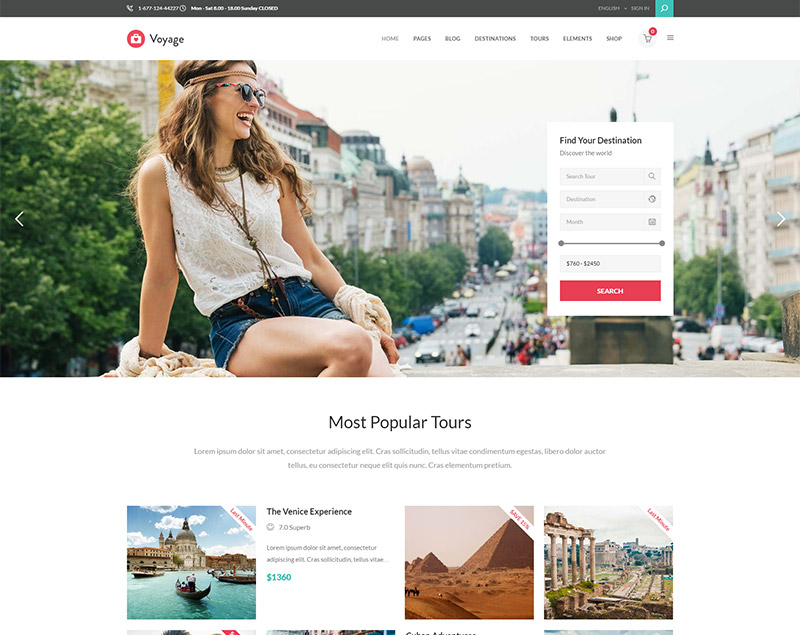 1-677-124-44227 Mon - Sat 8.00 - 18.00 Sunday CLOSED
ENGLISH SIGN IN
Voyage
HOME PAGES BLOG DESTINATIONS TOURS ELEMENTS SHOP
0
Find Your Destination
Discover the world
Search Tour
Destination
Month
$760 - $2450
SEARCH
Most Popular Tours
Lorem ipsum dolor sit amet, consectetur adipiscing elit. Cras sollicitudin, tellus vitae condimentum egestas, libero dolor auctor
tellus, eu consectetur neque elit quis nunc. Cras elementum pretium.
Last Minute
The Venice Experience
7.0 Superb
Lorem ipsum dolor sit amet, consectetur
adipiscing elit. Cras sollicitudin, tellus vitae...
$1360
SAVE 15%
Last Minute